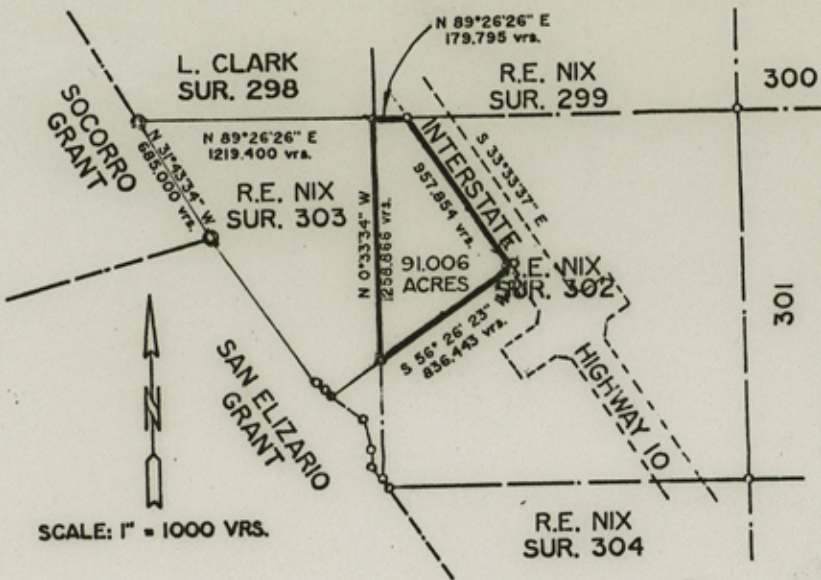 N 89°26'26" E
179.795 vrs.
L. CLARK
SUR. 298
R.E. NIX
SUR. 299
300
SOCORRO
GRANT
N 89°26'26" E
1219.400 vrs.
N 31°43'34" W
685.000 vrs.
R.E. NIX
SUR. 303
N 0°33'34" W
1258.866 vrs.
INTERSTATE
957.854 vrs.
S 33°33'37" E
91.006
ACRES
R.E. NIX
SUR. 302
301
S 56° 26' 23" W
836.443 vrs.
HIGHWAY 10
SAN ELIZARIO
GRANT
N
SCALE: 1" = 1000 VRS.
R.E. NIX
SUR. 304